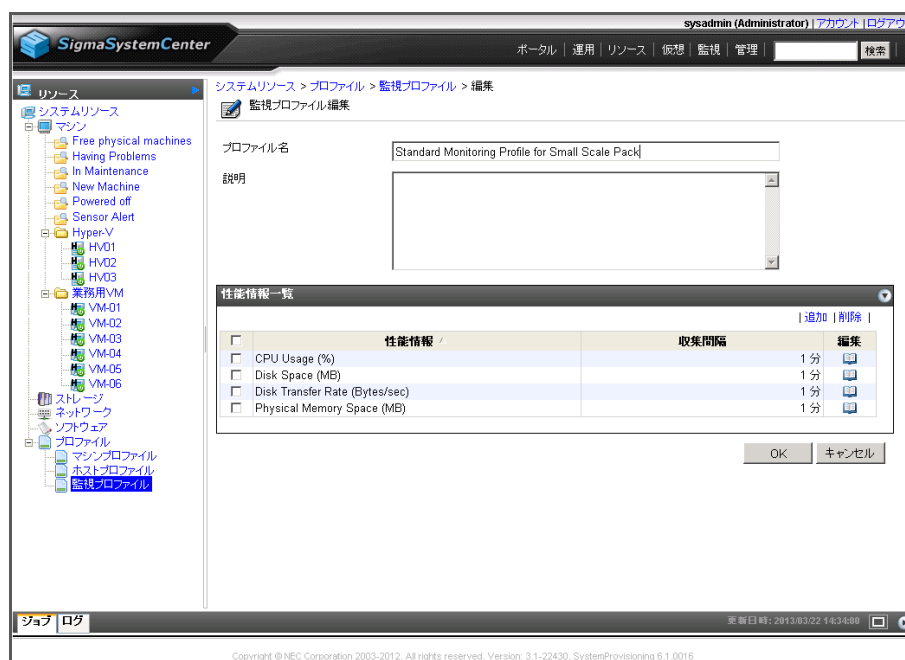 sysadmin (Administrator) | アカウント | ログアウ
SigmaSystemCenter
ポータル | 運用 | リソース | 仮想 | 監視 | 管理 | 検索 |
リソース
システムリソース
マシン
Free physical machines
Having Problems
In Maintenance
New Machine
Powered off
Sensor Alert
Hyper-V
HV01
HV02
HV03
業務用VM
VM-01
VM-02
VM-03
VM-04
VM-05
VM-06
ストレージ
ネットワーク
ソフトウェア
プロファイル
マシンプロファイル
ホストプロファイル
監視プロファイル
システムリソース > プロファイル > 監視プロファイル > 編集
監視プロファイル編集
プロファイル名 Standard Monitoring Profile for Small Scale Pack
説明
性能情報一覧
| 追加 | 削除 |
性能情報 収集間隔 編集
CPU Usage (%) 1 分
Disk Space (MB) 1 分
Disk Transfer Rate (Bytes/sec) 1 分
Physical Memory Space (MB) 1 分
OK キャンセル
ジョブ ログ 更新日時: 2013/03/22 14:34:00
Copyright © NEC Corporation 2003-2012. All rights reserved. Version: 3.1-22430, SystemProvisioning 6.1.0016